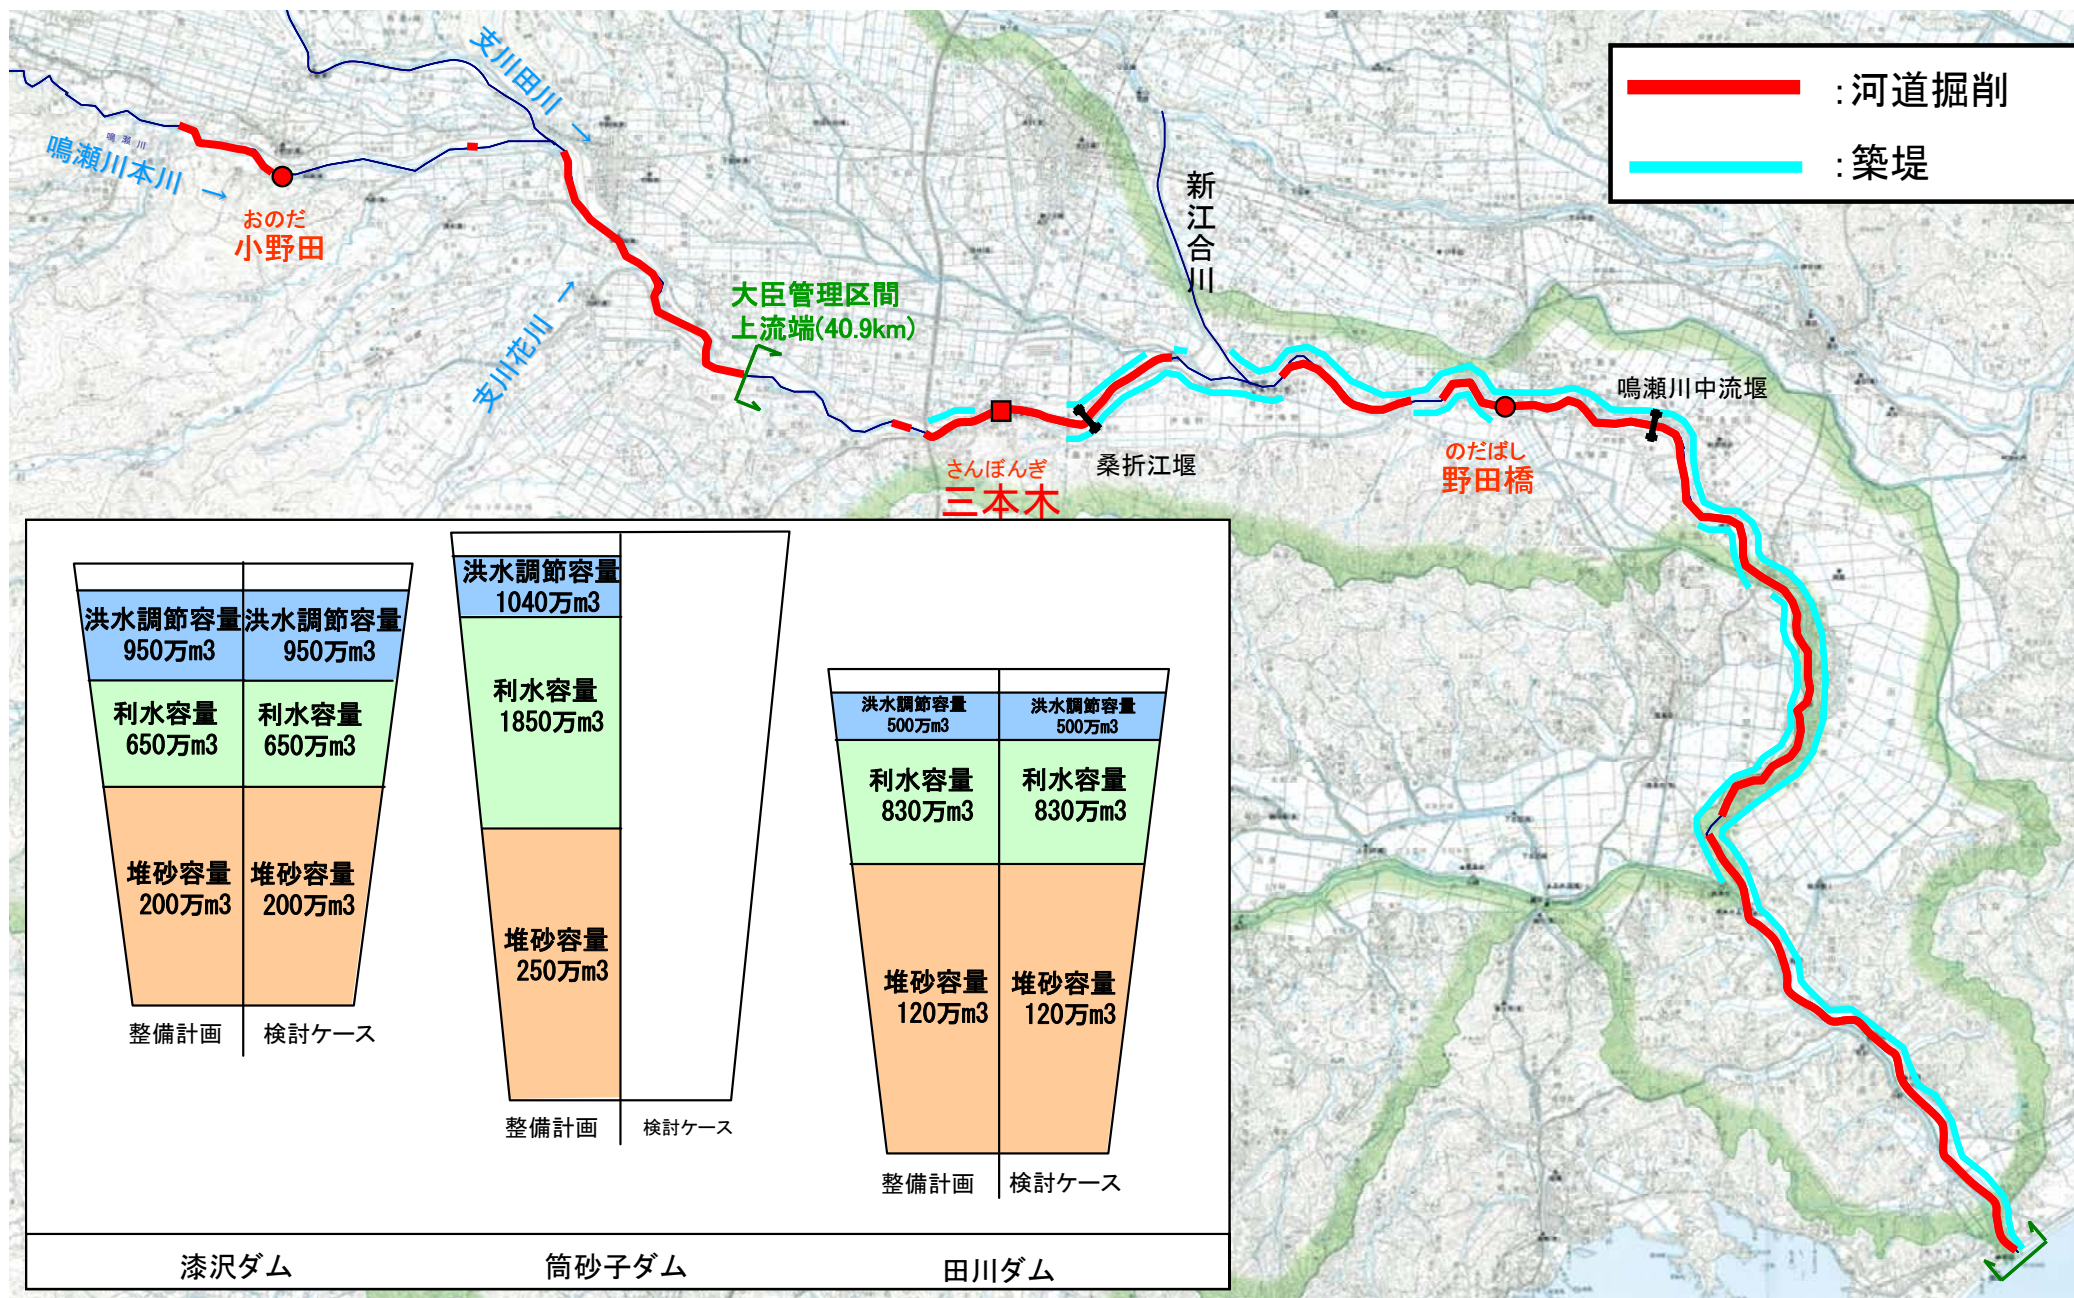 :河道掘削
:築堤
支川田川 →
鳴瀬川
鳴瀬川本川 →
おのだ
小野田
支川花川 →
大臣管理区間
上流端(40.9km)
新江合川
さんぼんぎ
三本木
桑折江堰
のだばし
野田橋
鳴瀬川中流堰
洪水調節容量
950万m3
洪水調節容量
950万m3
利水容量
650万m3
利水容量
650万m3
堆砂容量
200万m3
堆砂容量
200万m3
整備計画
検討ケース
洪水調節容量
1040万m3
利水容量
1850万m3
堆砂容量
250万m3
整備計画
検討ケース
洪水調節容量
500万m3
洪水調節容量
500万m3
利水容量
830万m3
利水容量
830万m3
堆砂容量
120万m3
堆砂容量
120万m3
整備計画
検討ケース
漆沢ダム
筒砂子ダム
田川ダム